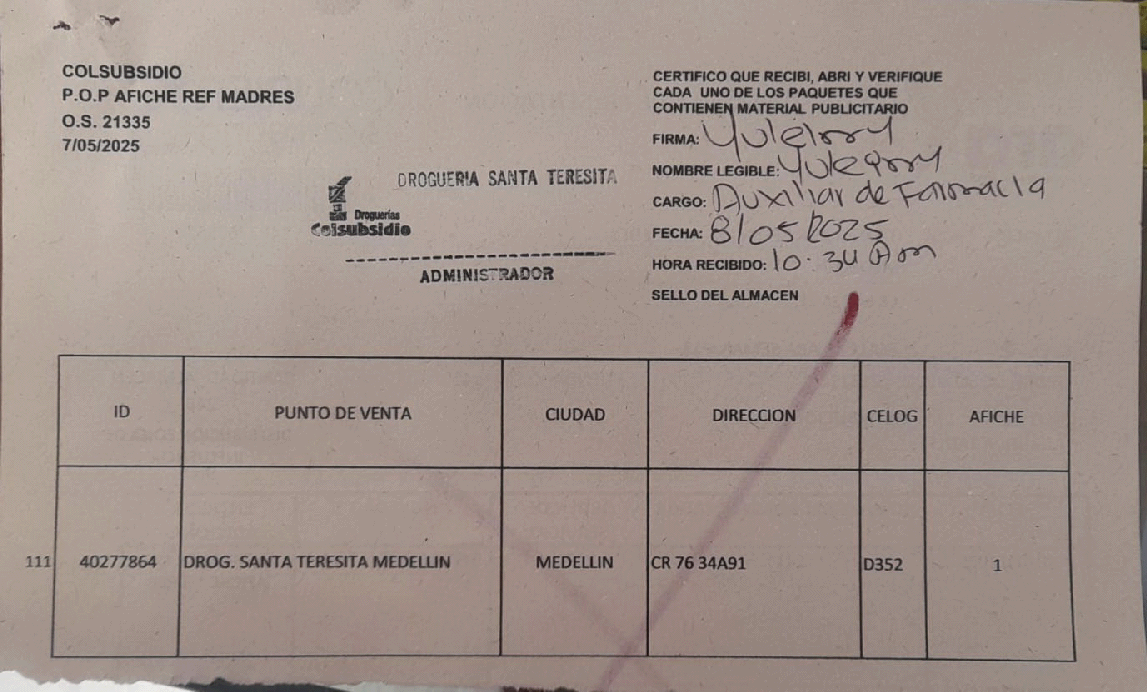 COLSUBSIDIO
P.O.P AFICHE REF MADRES
O.S. 21335
7/05/2025
CERTIFICO QUE RECIBI, ABRI Y VERIFIQUE
CADA UNO DE LOS PAQUETES QUE
CONTIENEN MATERIAL PUBLICITARIO
FIRMA:
NOMBRE LEGIBLE:
CARGO: Auxiliar de Farmacia
FECHA: 8/05/2025
HORA RECIBIDO: 10:34 Am
SELLO DEL ALMACEN
DROGUERIA SANTA TERESITA
Droguerías
Colsubsidio
ADMINISTRADOR
ID PUNTO DE VENTA CIUDAD DIRECCION CELOG AFICHE
111 40277864 DROG. SANTA TERESITA MEDELLIN MEDELLIN CR 76 34A91 D352 1